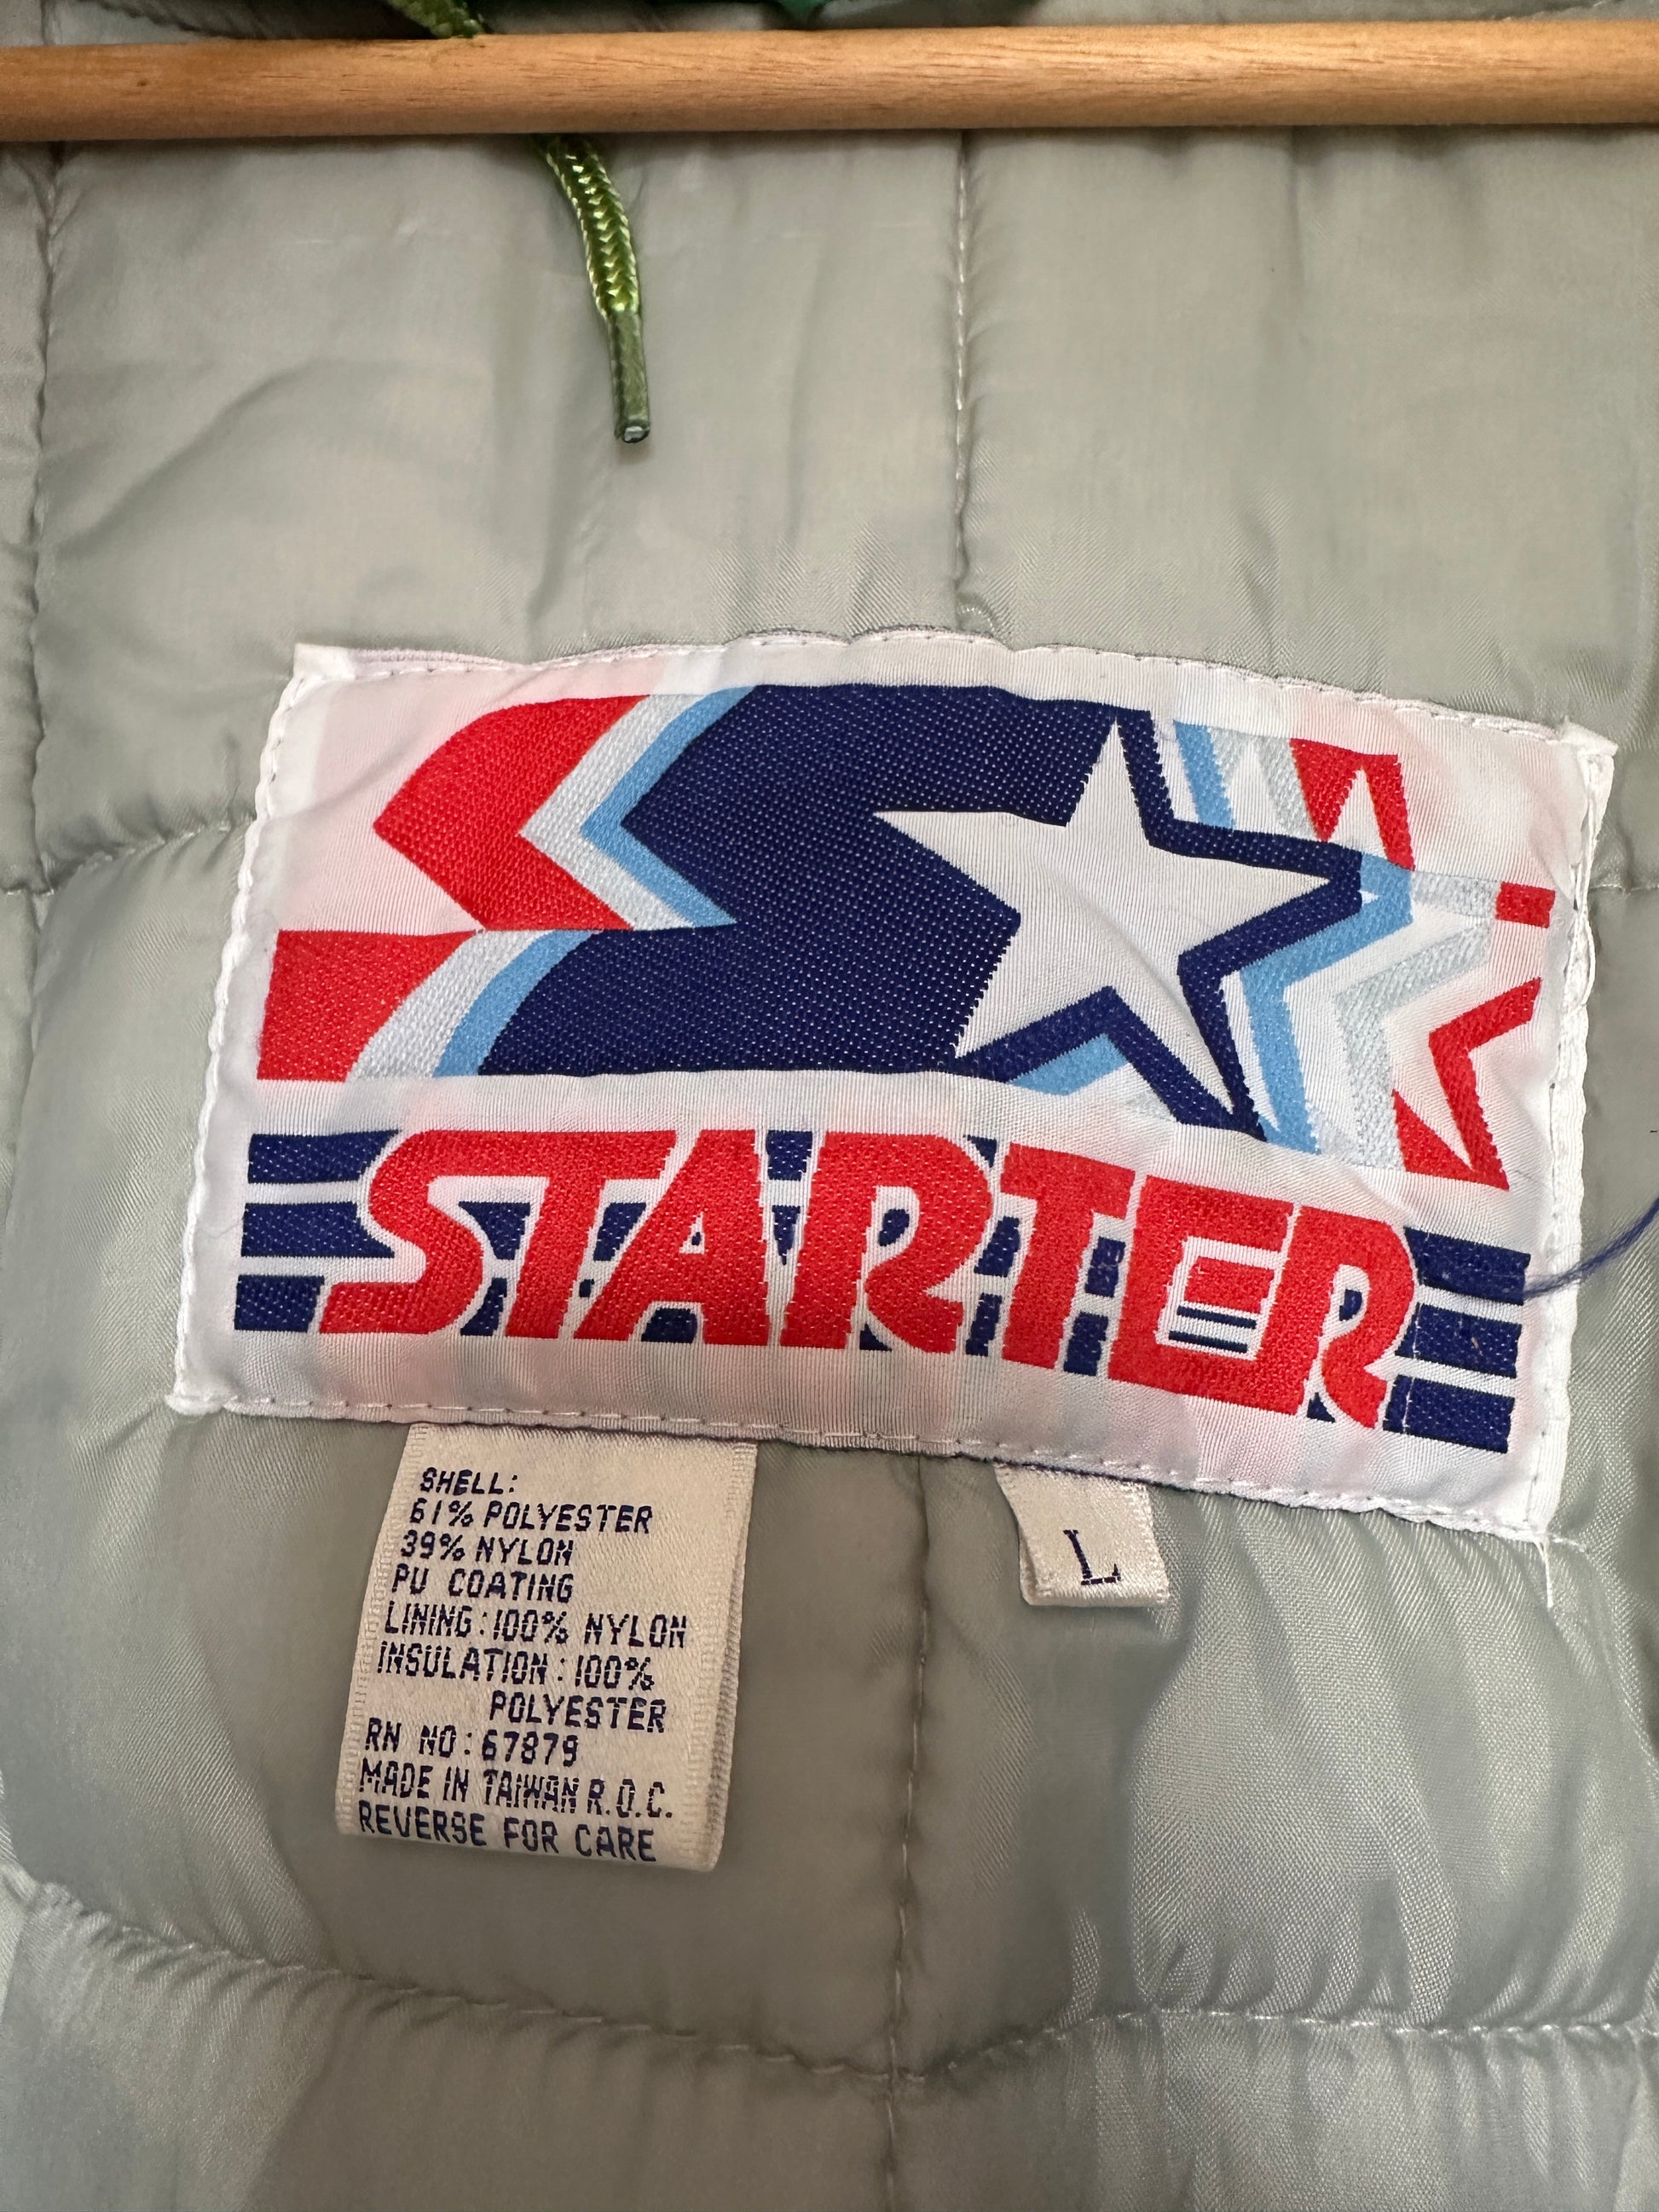 STARTER
SHELL:
61% POLYESTER
39% NYLON
PU COATING
LINING:100% NYLON
INSULATION:100%
POLYESTER
RN NO:67879
MADE IN TAIWAN R.O.C.
REVERSE FOR CARE
L